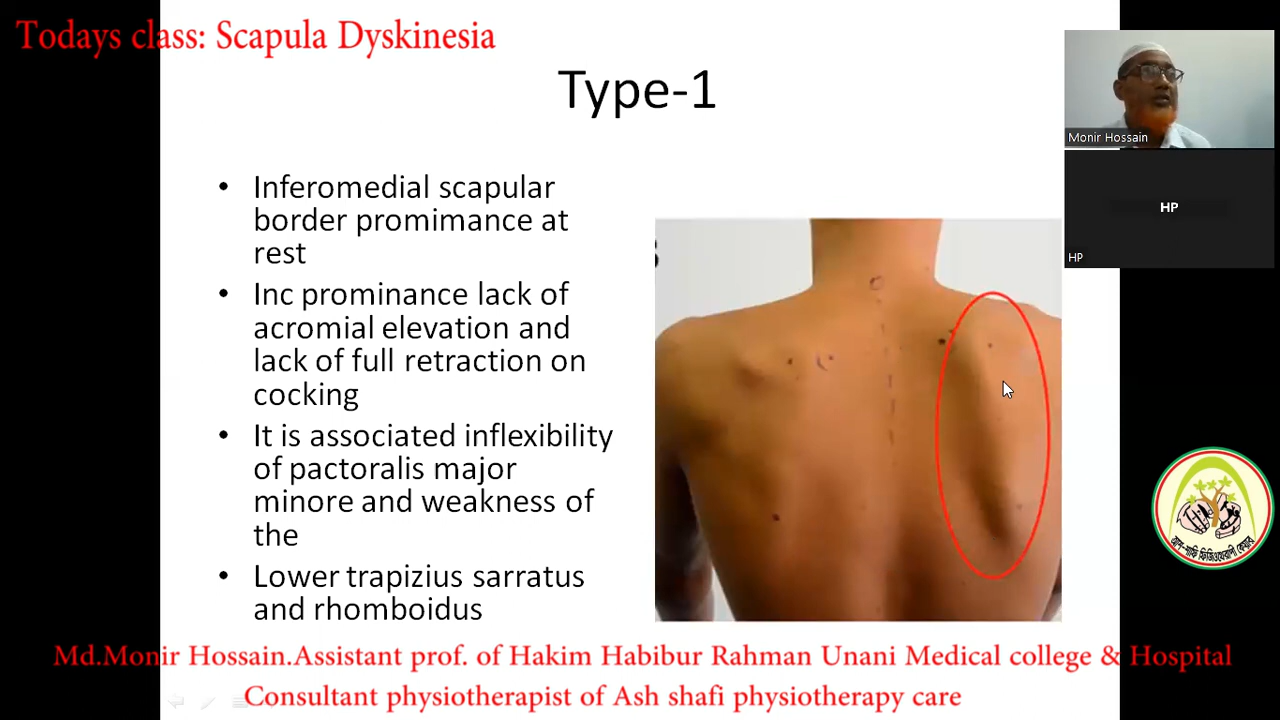 Todays class: Scapula Dyskinesia
Type-1
Monir Hossain
HP
HP
• Inferomedial scapular
border promimance at
rest
• Inc prominance lack of
acromial elevation and
lack of full retraction on
cocking
• It is associated inflexibility
of pactoralis major
minore and weakness of
the
• Lower trapizius sarratus
and rhomboidus
আশ-শাফি ফিজিওথেরাপী কেয়ার
Md.Monir Hossain.Assistant prof. of Hakim Habibur Rahman Unani Medical college & Hospital
Consultant physiotherapist of Ash shafi physiotherapy care